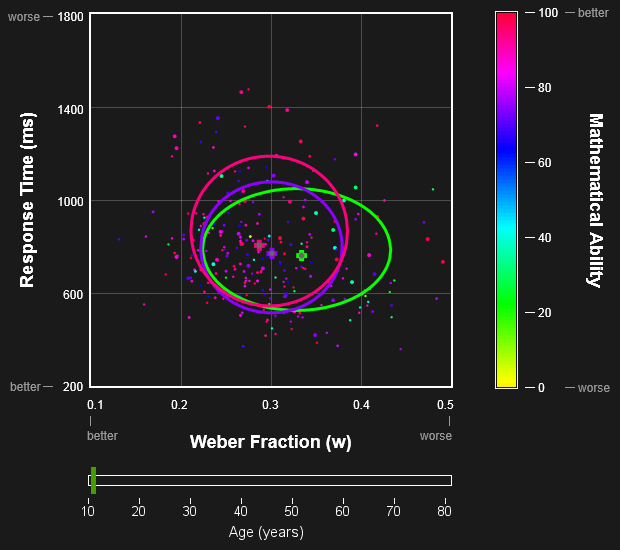 worse
1800
100
better
80
1400
Response Time (ms)
Mathematical Ability
60
1000
40
600
20
better
200
0
worse
0.1
0.2
0.3
0.4
0.5
better
Weber Fraction (w)
worse
10
20
30
40
50
60
70
80
Age (years)